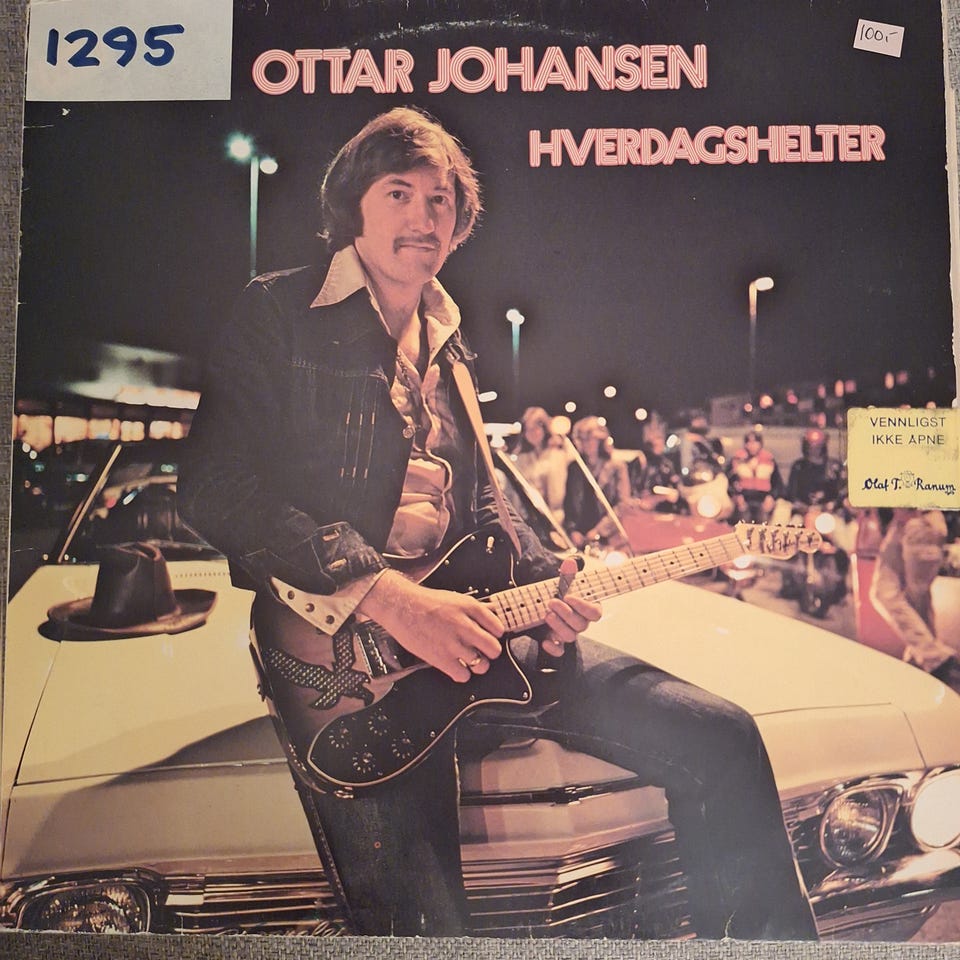 1295
OTTAR JOHANSEN
100,-
HVERDAGSHELTER
VENNLIGST
IKKE ÅPNE
Olaf T. Ranum